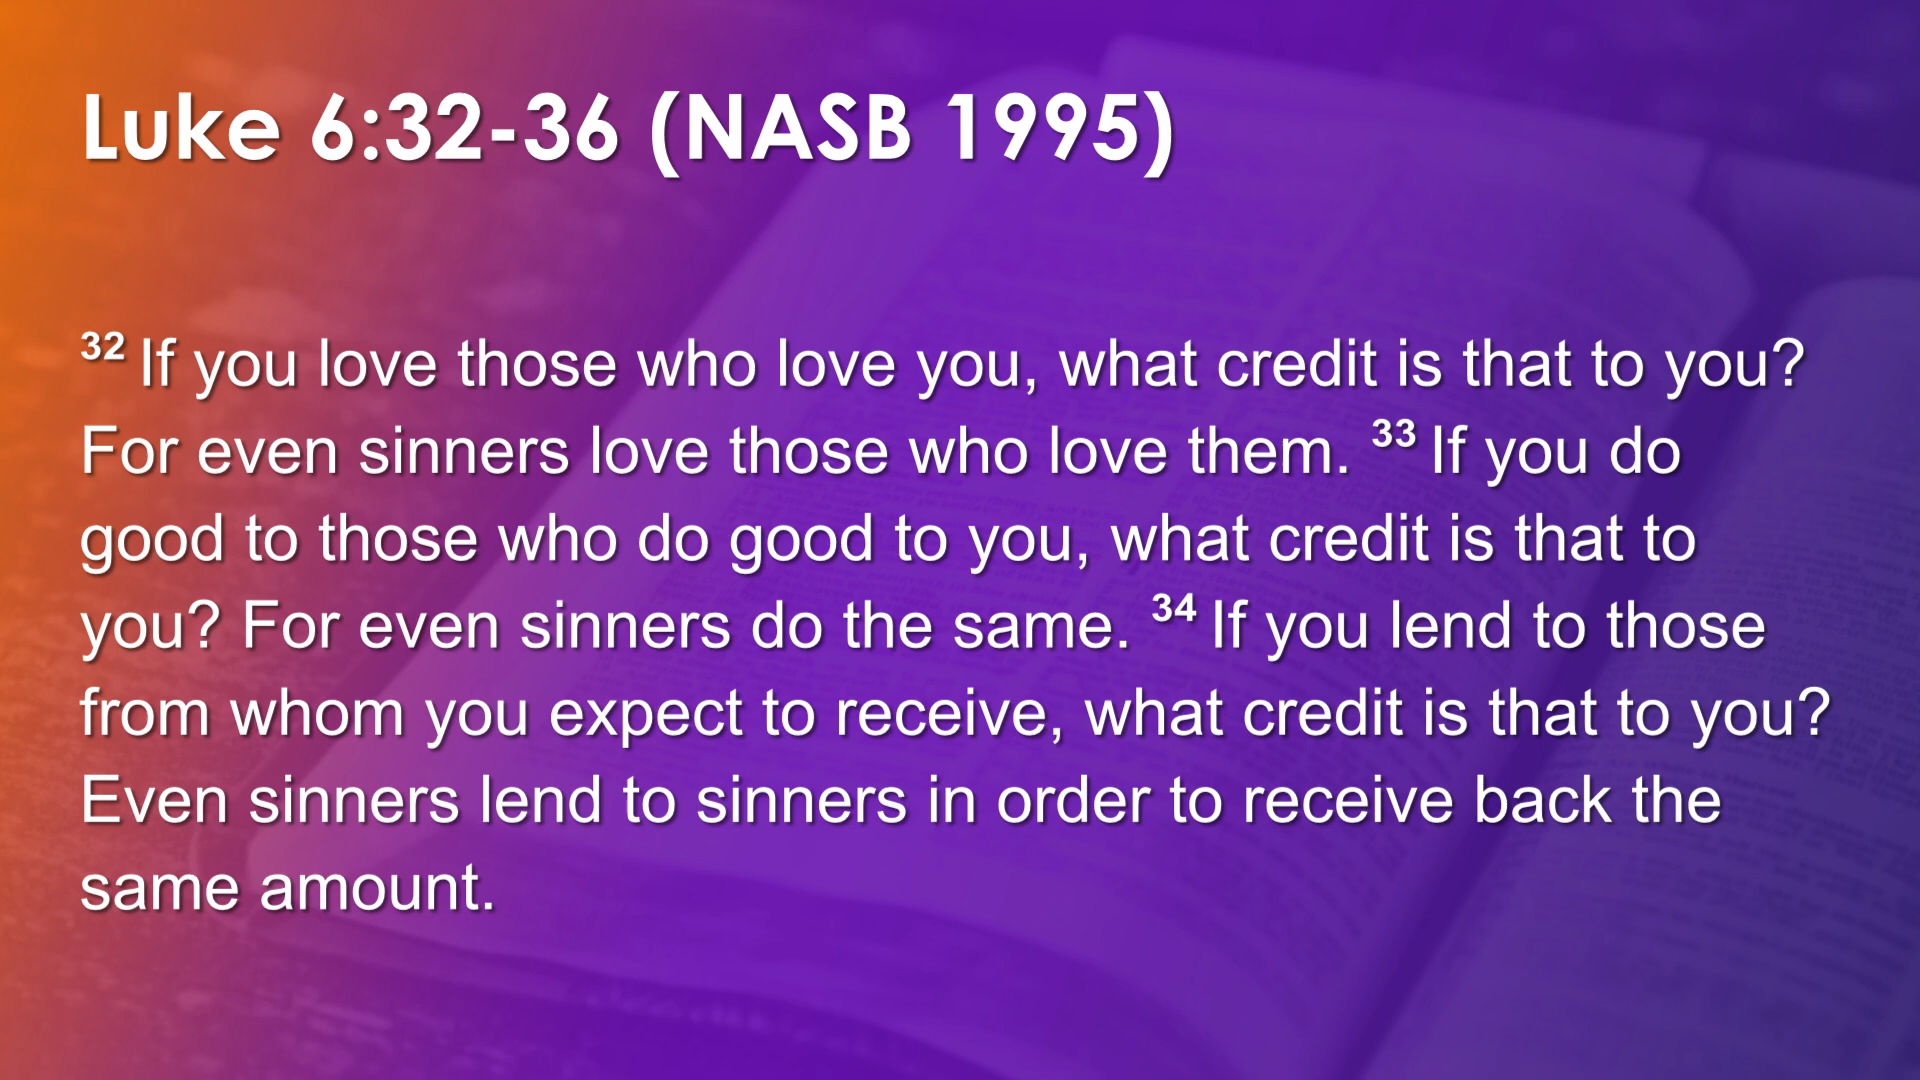 Luke 6:32-36 (NASB 1995)
32 If you love those who love you, what credit is that to you?
For even sinners love those who love them. 33 If you do
good to those who do good to you, what credit is that to
you? For even sinners do the same. 34 If you lend to those
from whom you expect to receive, what credit is that to you?
Even sinners lend to sinners in order to receive back the
same amount.